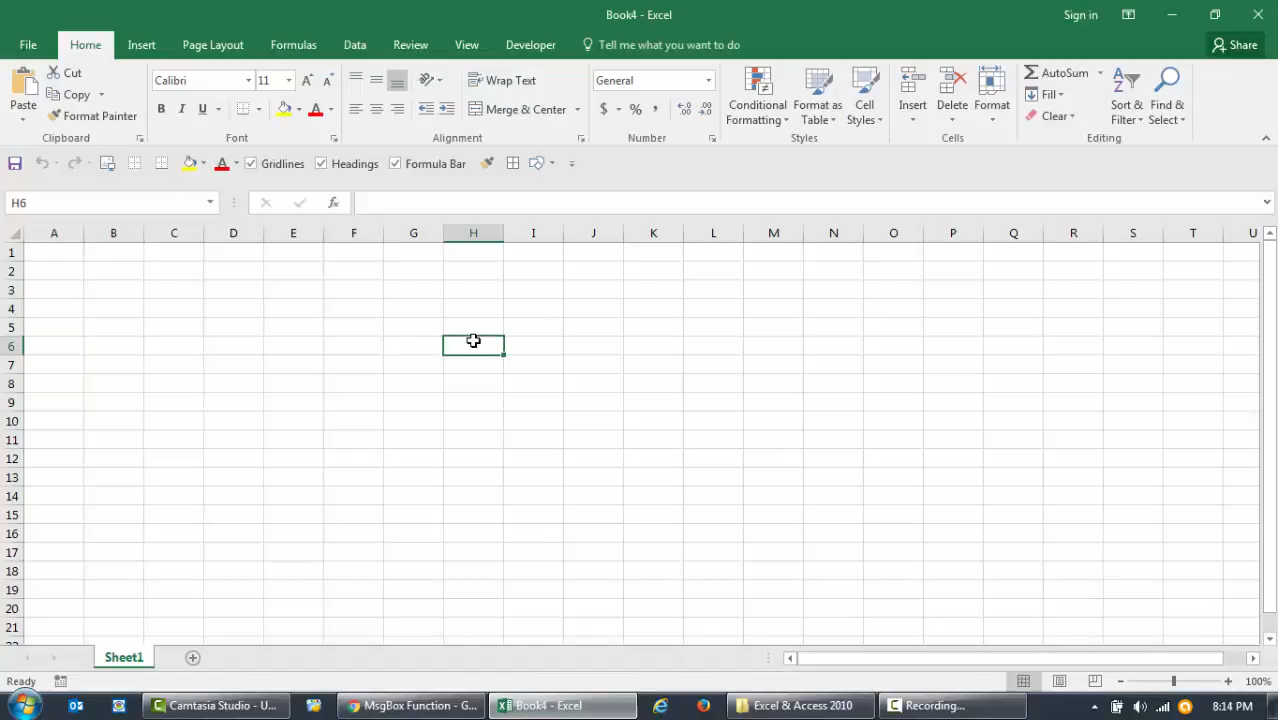 Book4 - Excel
Sign in
File Home Insert Page Layout Formulas Data Review View Developer Tell me what you want to do Share
Paste
Cut
Copy
Format Painter
Clipboard
Calibri 11
B I U A
Font
Wrap Text
Merge & Center
Alignment
General
$ % ,
Number
Conditional Formatting
Format as Table
Cell Styles
Styles
Insert
Delete
Format
Cells
AutoSum
Fill
Clear
Sort & Filter
Find & Select
Editing
Gridlines Headings Formula Bar
H6 fx
A B C D E F G H I J K L M N O P Q R S T U
1
2
3
4
5
6
7
8
9
10
11
12
13
14
15
16
17
18
19
20
21
Sheet1
Ready 100%
Camtasia Studio - U... MsgBox Function - G... Book4 - Excel Excel & Access 2010 Recording... 8:14 PM